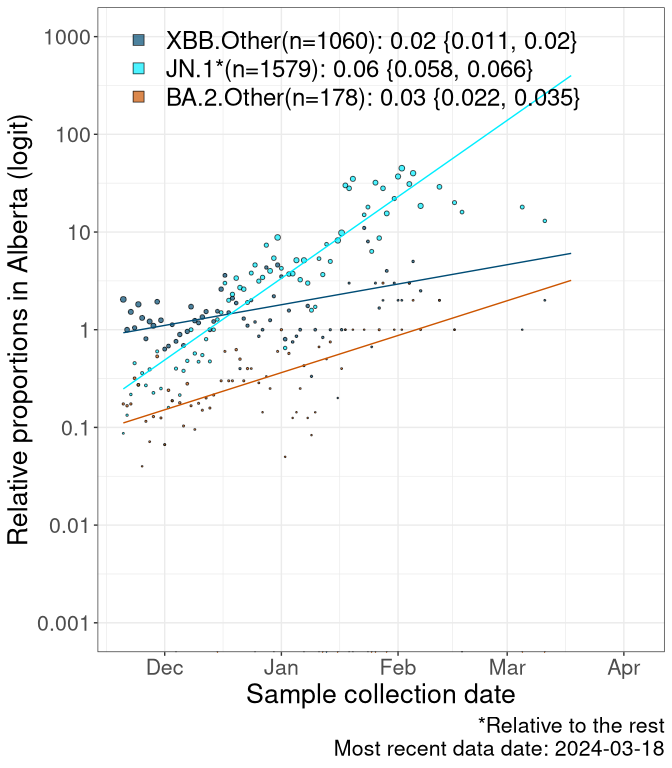 XBB.Other(n=1060): 0.02 {0.011, 0.02}
JN.1*(n=1579): 0.06 {0.058, 0.066}
BA.2.Other(n=178): 0.03 {0.022, 0.035}
Relative proportions in Alberta (logit)
1000
100
10
1
0.1
0.01
0.001
Dec Jan Feb Mar Apr
Sample collection date
*Relative to the rest
Most recent data date: 2024-03-18